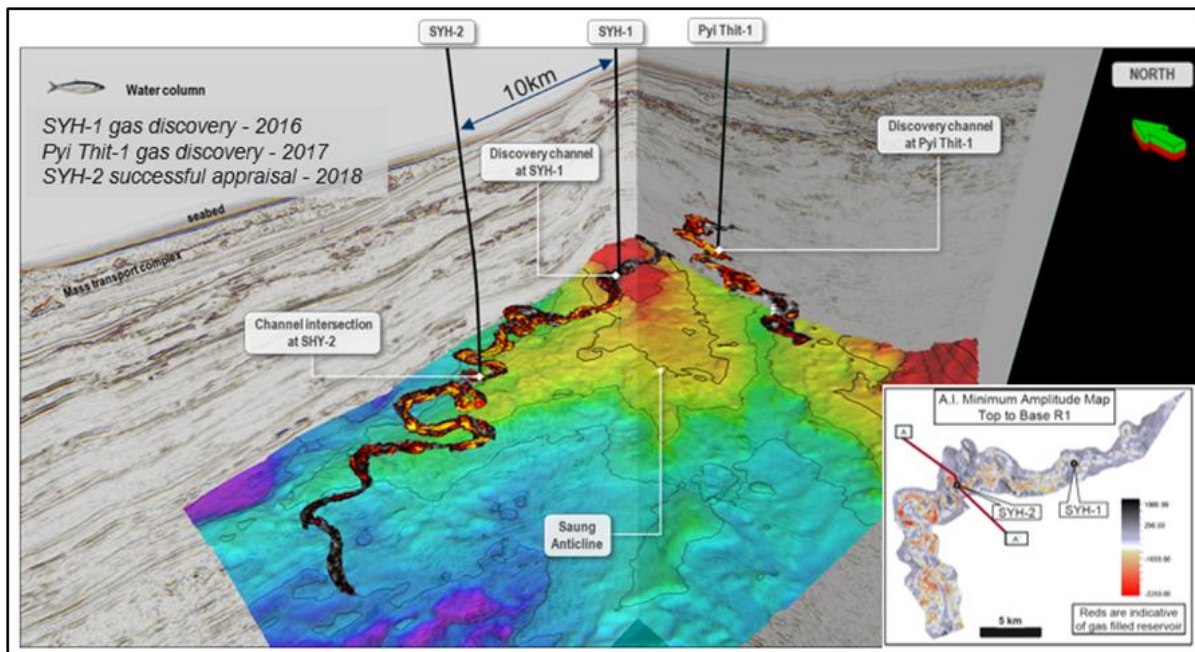 SYH-2
SYH-1
Pyi Thit-1
NORTH
10km
Water column
SYH-1 gas discovery - 2016
Pyi Thit-1 gas discovery - 2017
SYH-2 successful appraisal - 2018
Discovery channel
at SYH-1
Discovery channel
at Pyi Thit-1
seabed
Mass transport complex
Channel intersection
at SHY-2
Saung
Anticline
A.I. Minimum Amplitude Map
Top to Base R1
A
SYH-2
SYH-1
A'
5 km
Reds are indicative
of gas filled reservoir